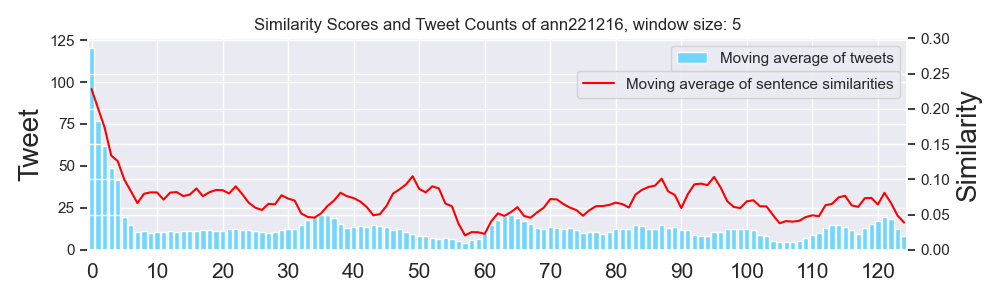 Similarity Scores and Tweet Counts of ann221216, window size: 5
Tweet
125
100
75
50
25
0
Moving average of tweets
Moving average of sentence similarities
0.30
0.25
0.20
0.15
0.10
0.05
0.00
Similarity
0 10 20 30 40 50 60 70 80 90 100 110 120